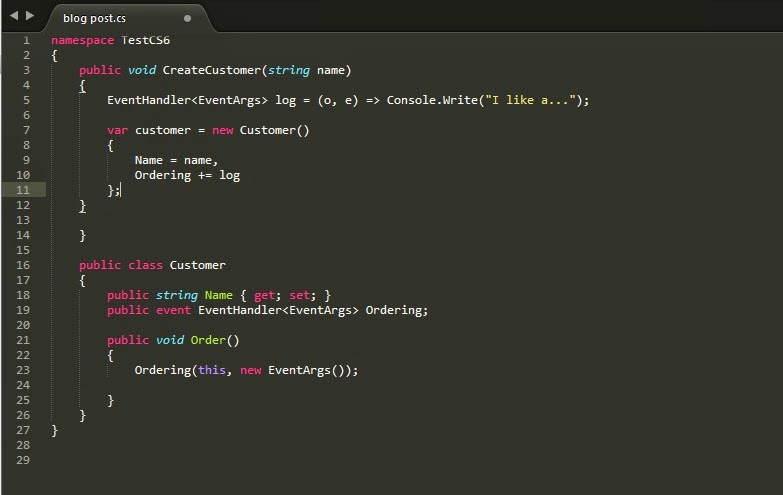 blog post.cs
1 namespace TestCS6
2 {
3 public void CreateCustomer(string name)
4 {
5 EventHandler<EventArgs> log = (o, e) => Console.Write("I like a...");
6
7 var customer = new Customer()
8 {
9 Name = name,
10 Ordering += log
11 };
12 }
13
14 }
15
16 public class Customer
17 {
18 public string Name { get; set; }
19 public event EventHandler<EventArgs> Ordering;
20
21 public void Order()
22 {
23 Ordering(this, new EventArgs());
24
25 }
26 }
27 }
28
29